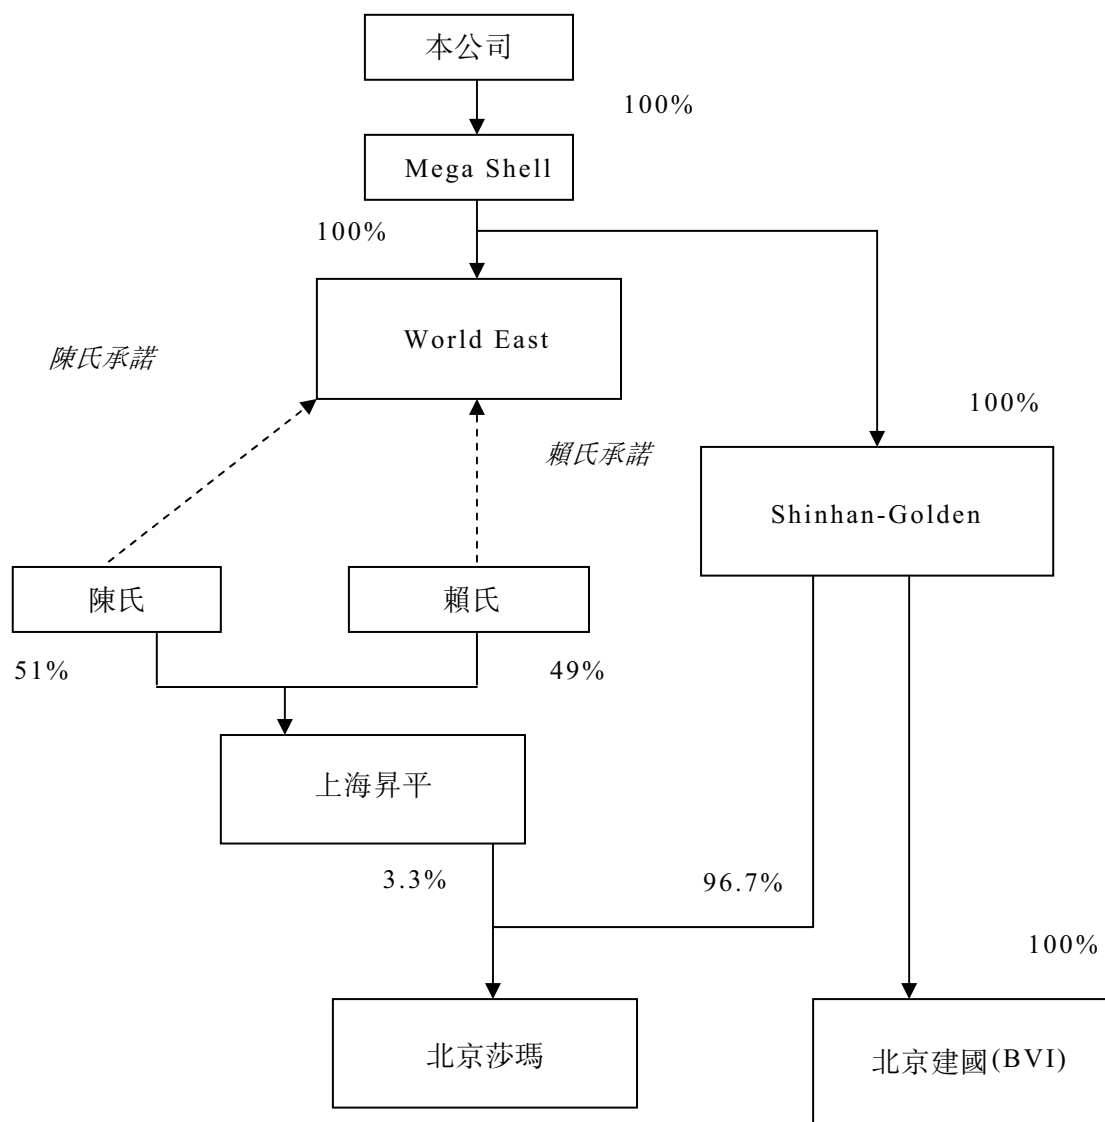 本公司
100%
Mega Shell
100%
World East
陳氏承諾
100%
賴氏承諾
Shinhan-Golden
陳氏
賴氏
51%
49%
上海昇平
3.3%
96.7%
100%
北京莎瑪
北京建國(BVI)